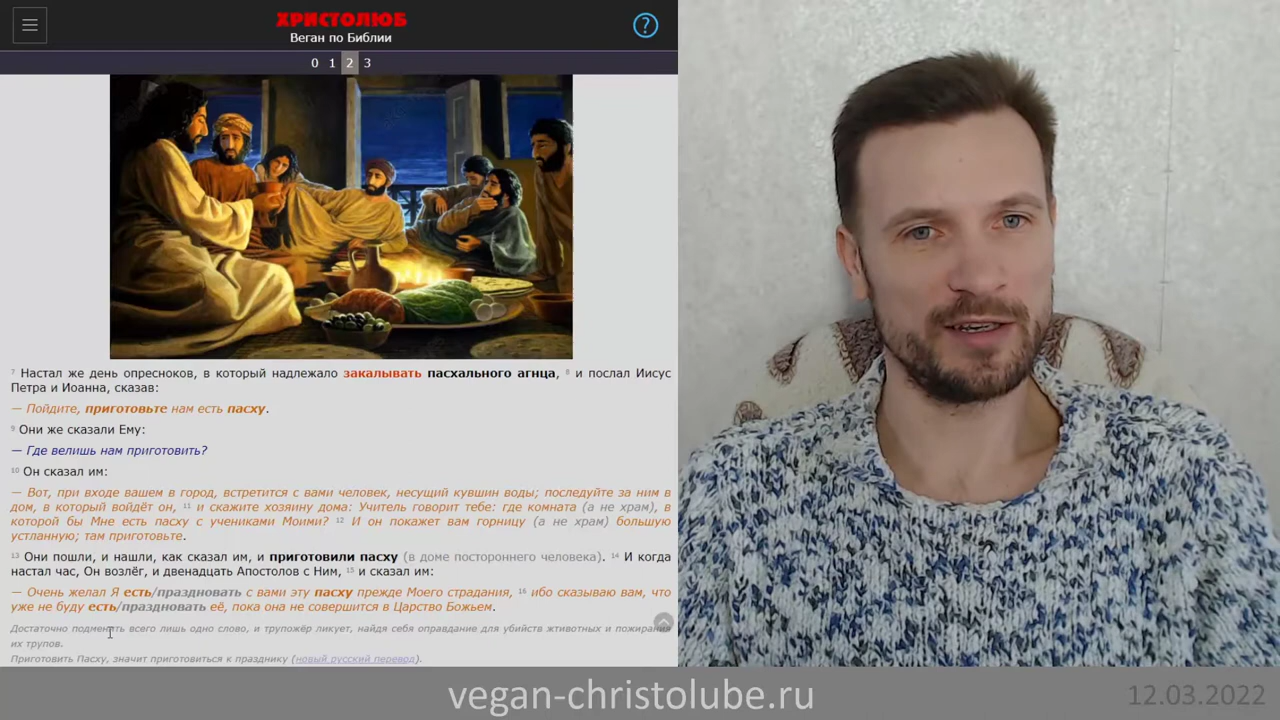 ХРИСТОЛЮБ
Веган по Библии
?
0 1 2 3
7 Настал же день опресноков, в который надлежало закалывать пасхального агнца, 8 и послал Иисус
Петра и Иоанна, сказав:
— Пойдите, приготовьте нам есть пасху.
9 Они же сказали Ему:
— Где велишь нам приготовить?
10 Он сказал им:
— Вот, при входе вашем в город, встретится с вами человек, несущий кувшин воды; последуйте за ним в
дом, в который войдёт он, 11 и скажите хозяину дома: Учитель говорит тебе: где комната (а не храм), в
которой бы Мне есть пасху с учениками Моими? 12 И он покажет вам горницу (а не храм) большую
устланную; там приготовьте.
13 Они пошли, и нашли, как сказал им, и приготовили пасху (в доме постороннего человека). 14 И когда
настал час, Он возлёг, и двенадцать Апостолов с Ним, 15 и сказал им:
— Очень желал Я есть/праздновать с вами эту пасху прежде Моего страдания, 16 ибо сказываю вам, что
уже не буду есть/праздновать её, пока она не совершится в Царство Божьем.
Достаточно подменять всего лишь одно слово, и трупожёр ликует, найдя себя оправдание для убийств жтивотных и пожирания
их трупов.
Приготовить Пасху, значит приготовиться к празднику (новый русский перевод).
vegan-christolube.ru
12.03.2022